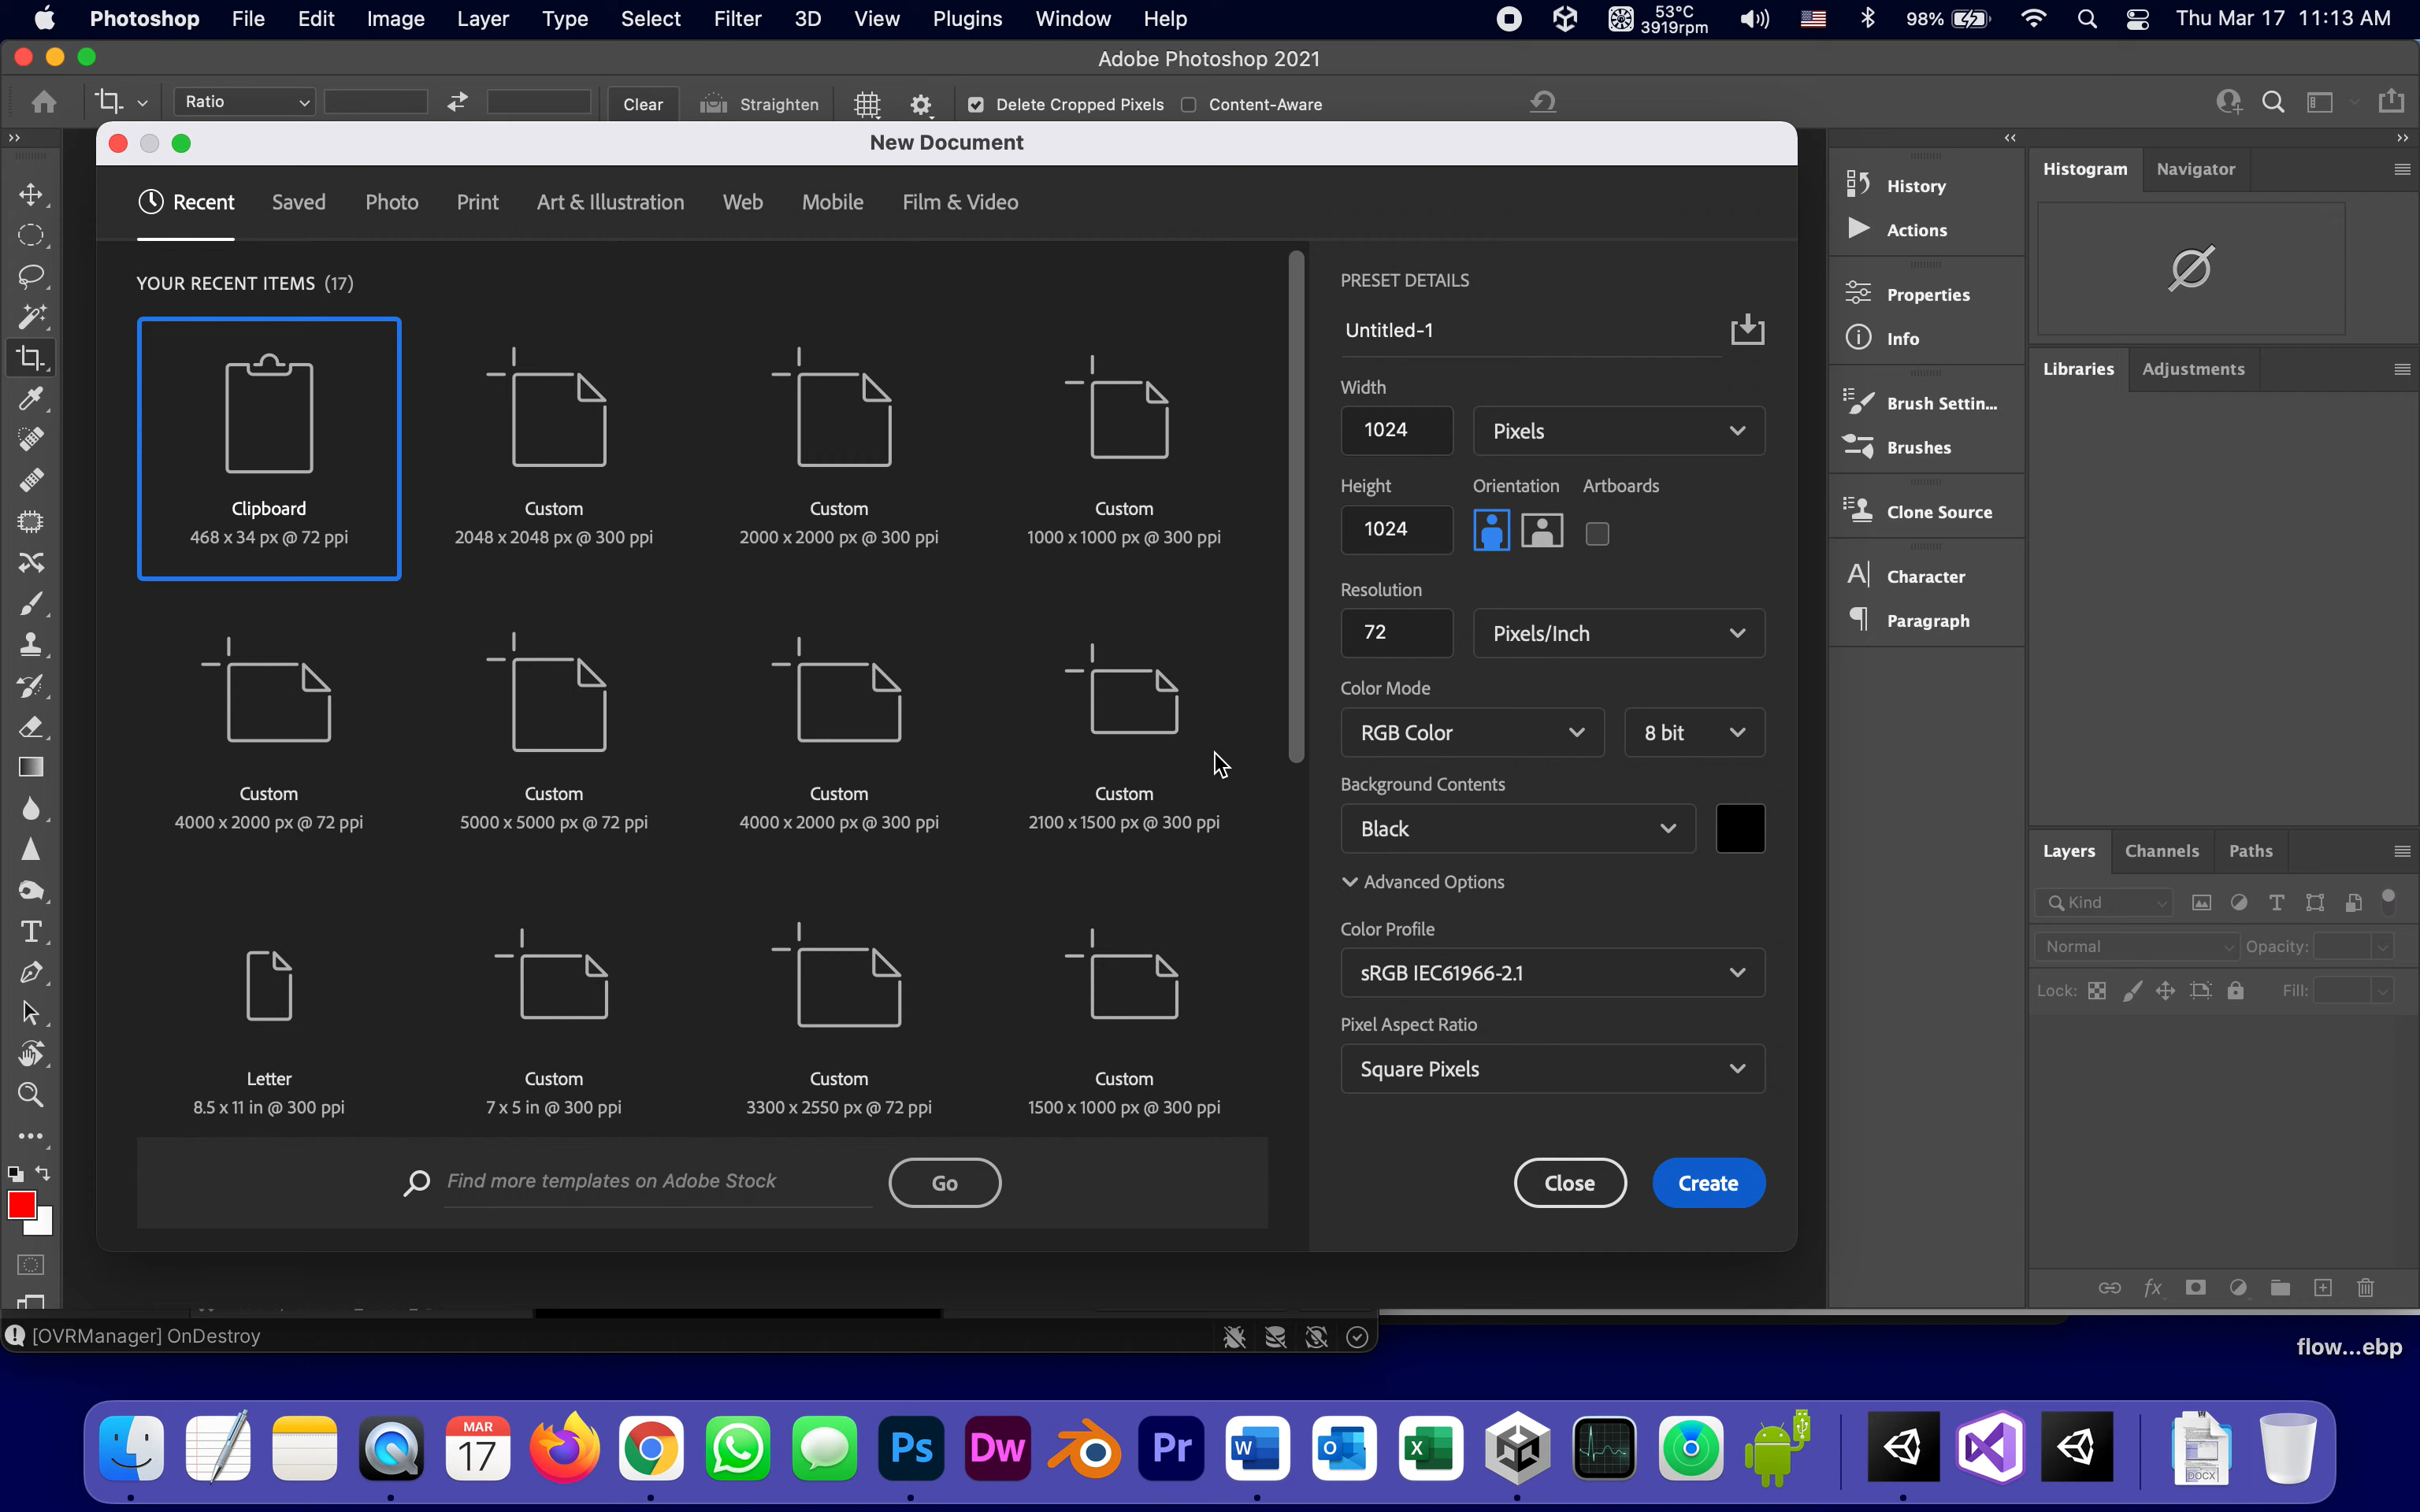 Photoshop File Edit Image Layer Type Select Filter 3D View Plugins Window Help 53°C 3919rpm 98% Thu Mar 17 11:13 AM
Adobe Photoshop 2021
Ratio Clear Straighten Delete Cropped Pixels Content-Aware
New Document
Recent Saved Photo Print Art & Illustration Web Mobile Film & Video
YOUR RECENT ITEMS (17)
Clipboard
468 x 34 px @ 72 ppi
Custom
2048 x 2048 px @ 300 ppi
Custom
2000 x 2000 px @ 300 ppi
Custom
1000 x 1000 px @ 300 ppi
Custom
4000 x 2000 px @ 72 ppi
Custom
5000 x 5000 px @ 72 ppi
Custom
4000 x 2000 px @ 300 ppi
Custom
2100 x 1500 px @ 300 ppi
Letter
8.5 x 11 in @ 300 ppi
Custom
7 x 5 in @ 300 ppi
Custom
3300 x 2550 px @ 72 ppi
Custom
1500 x 1000 px @ 300 ppi
Find more templates on Adobe Stock Go
PRESET DETAILS
Untitled-1
Width
1024 Pixels
Height Orientation Artboards
1024
Resolution
72 Pixels/Inch
Color Mode
RGB Color 8 bit
Background Contents
Black
Advanced Options
Color Profile
sRGB IEC61966-2.1
Pixel Aspect Ratio
Square Pixels
Close Create
History
Actions
Properties
Info
Brush Settin...
Brushes
Clone Source
Character
Paragraph
Histogram Navigator
Libraries Adjustments
Layers Channels Paths
Kind
Normal Opacity:
Lock: Fill:
[OVRManager] OnDestroy
flow...ebp
MAR
17
Ps Dw Pr W O X
DOCX